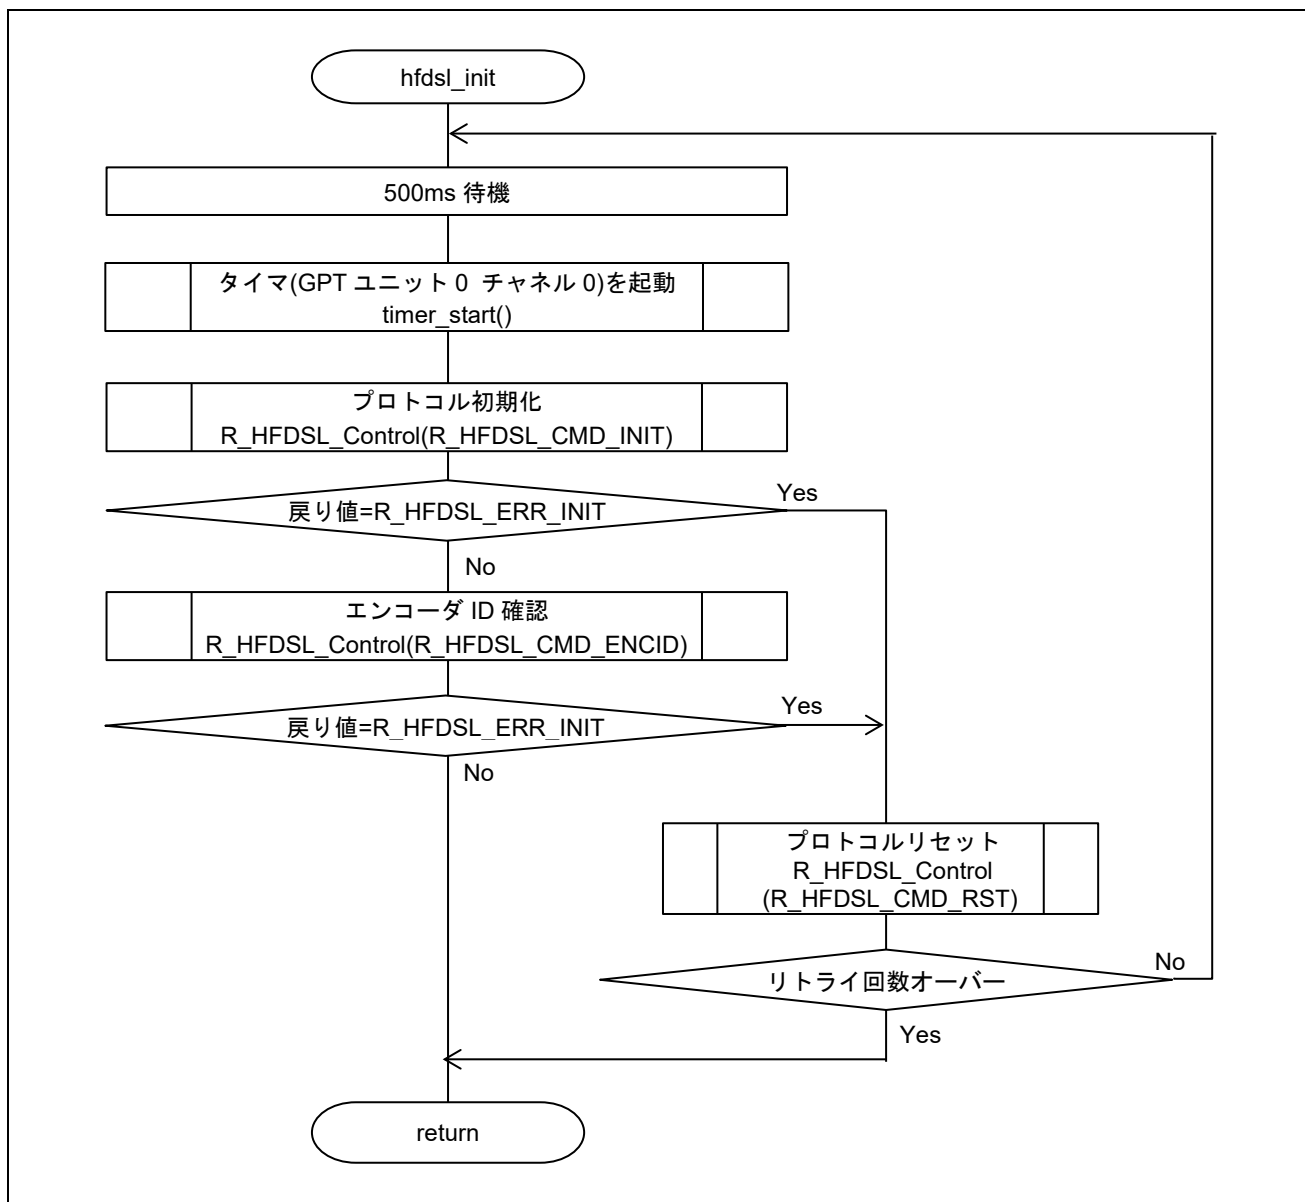 hfdsl_init
500ms 待機
タイマ(GPT ユニット 0 チャネル 0)を起動
timer_start()
プロトコル初期化
R_HFDSL_Control(R_HFDSL_CMD_INIT)
戻り値=R_HFDSL_ERR_INIT
Yes
No
エンコーダ ID 確認
R_HFDSL_Control(R_HFDSL_CMD_ENCID)
戻り値=R_HFDSL_ERR_INIT
Yes
No
プロトコルリセット
R_HFDSL_Control
(R_HFDSL_CMD_RST)
リトライ回数オーバー
No
Yes
return